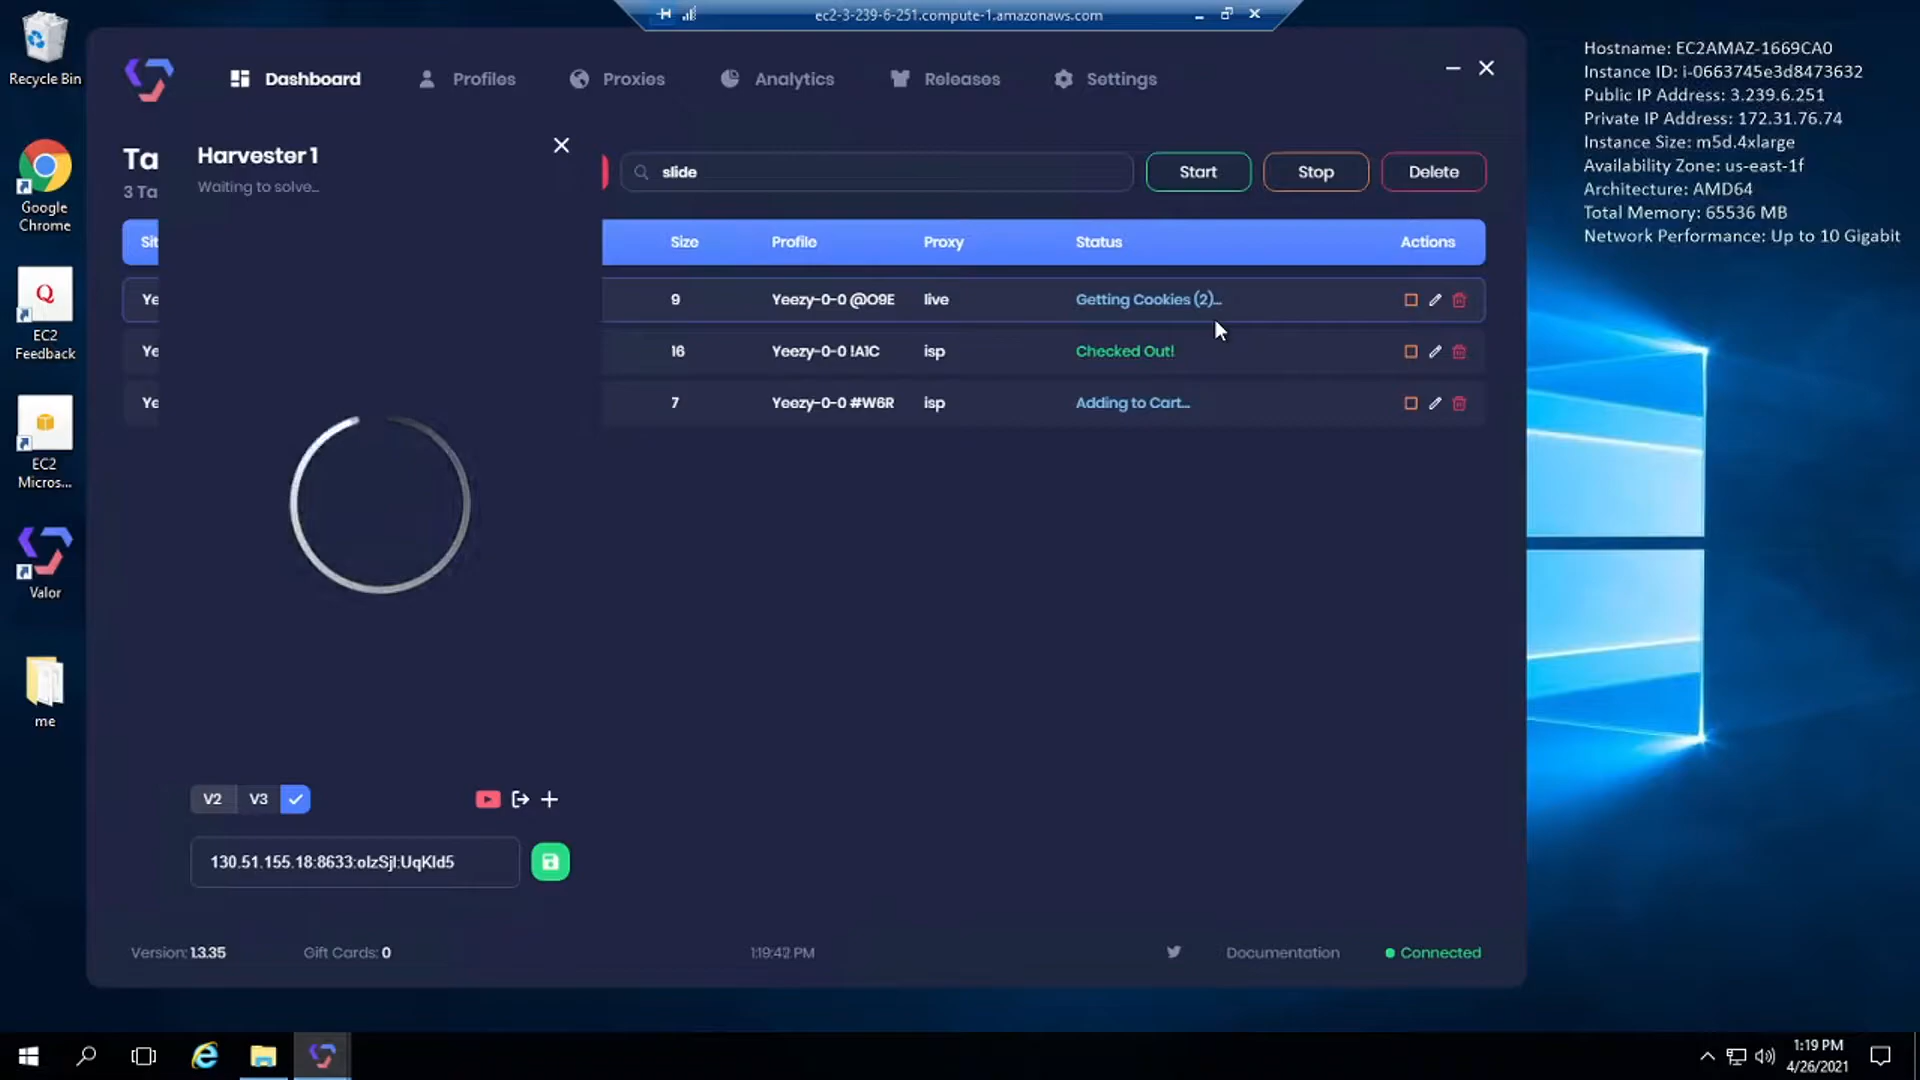 ec2-3-239-6-251.compute-1.amazonaws.com
Hostname: EC2AMAZ-1669CA0
Instance ID: i-0663745e3d8473632
Public IP Address: 3.239.6.251
Private IP Address: 172.31.76.74
Instance Size: m5d.4xlarge
Availability Zone: us-east-1f
Architecture: AMD64
Total Memory: 65536 MB
Network Performance: Up to 10 Gigabit
Recycle Bin
Google
Chrome
EC2
Feedback
EC2
Micros...
Valor
me
Dashboard
Profiles
Proxies
Analytics
Releases
Settings
Ta
3 Ta
Harvester 1
Waiting to solve...
slide
Start
Stop
Delete
Sit
Size
Profile
Proxy
Status
Actions
Ye
9
Yeezy-0-0 @O9E
live
Getting Cookies (2)...
Ye
16
Yeezy-0-0 !A1C
isp
Checked Out!
Ye
7
Yeezy-0-0 #W6R
isp
Adding to Cart...
V2
V3
130.51.155.18:8633:olzSjl:UqKld5
Version: 1.3.35
Gift Cards: 0
1:19:42 PM
Documentation
Connected
1:19 PM
4/26/2021